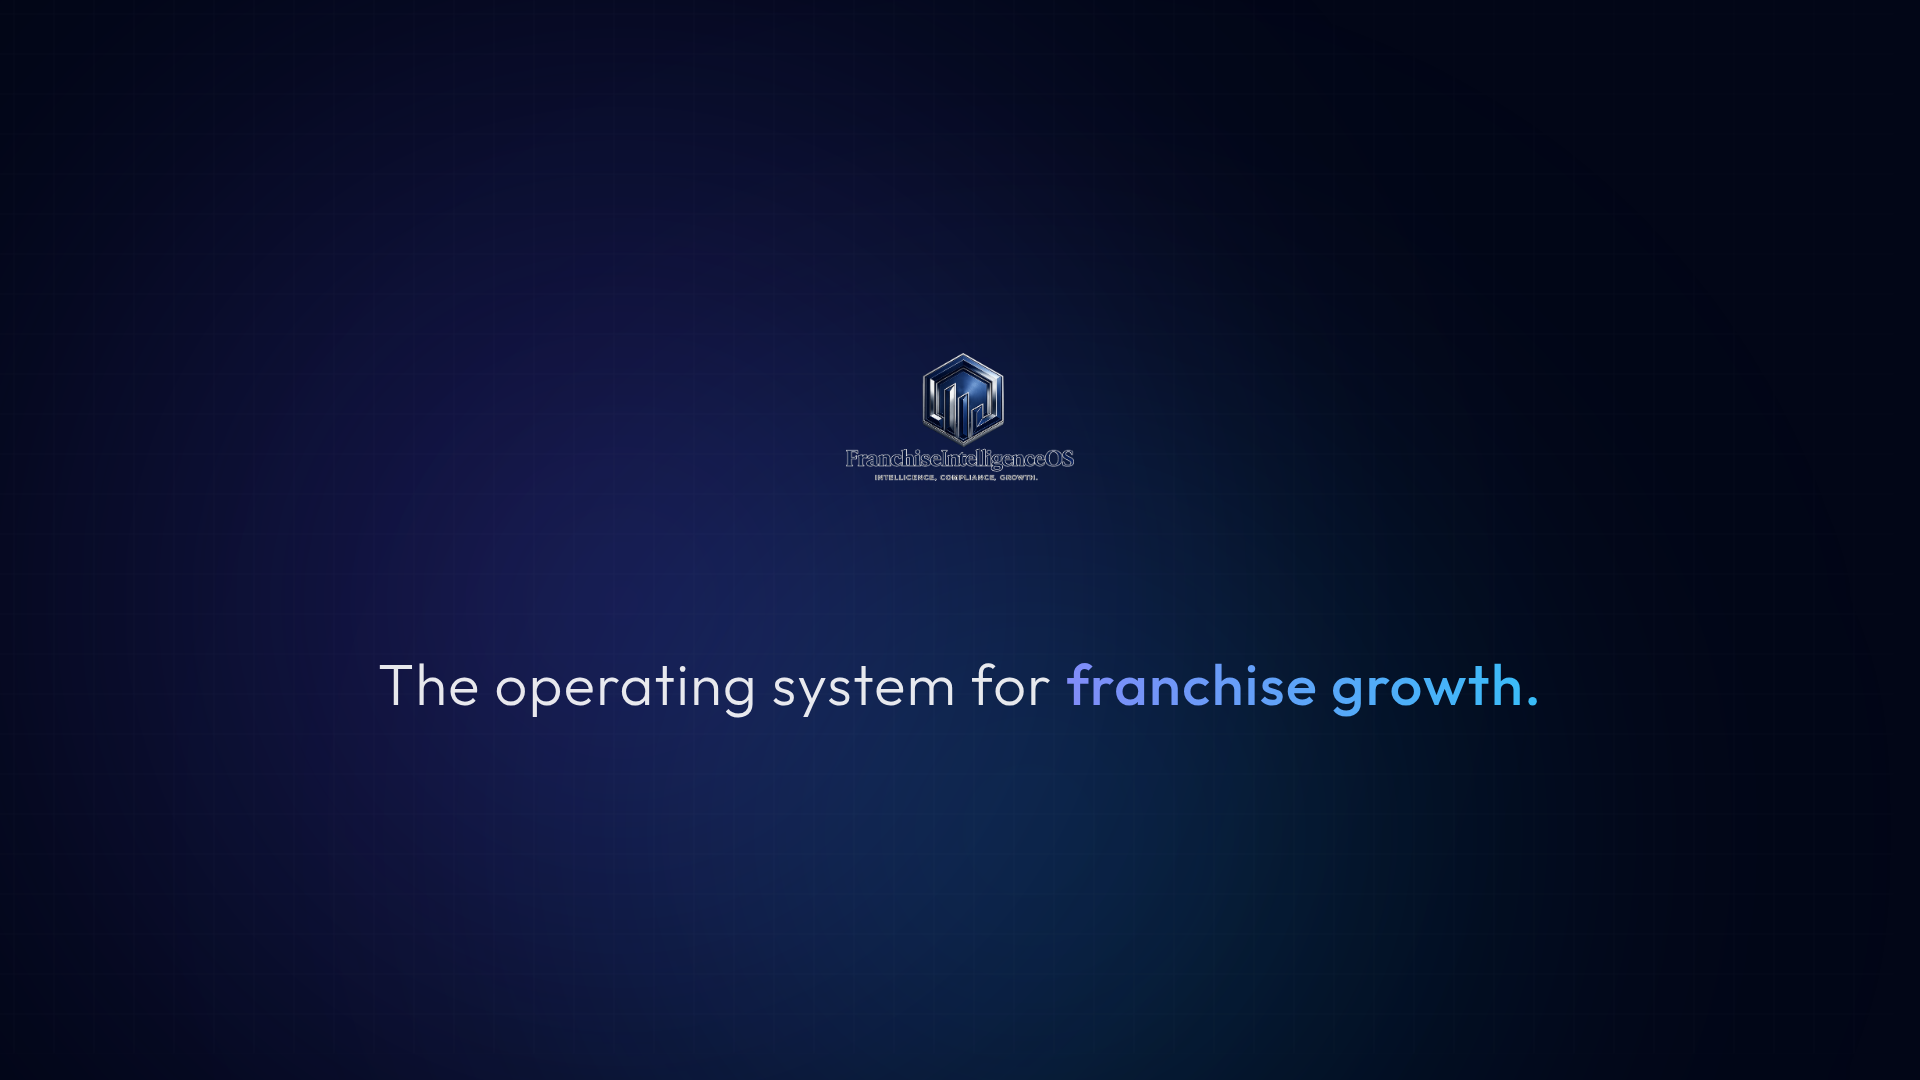 FranchiseIntelligenceOS
INTELLIGENCE, COMPLIANCE, GROWTH.
The operating system for franchise growth.